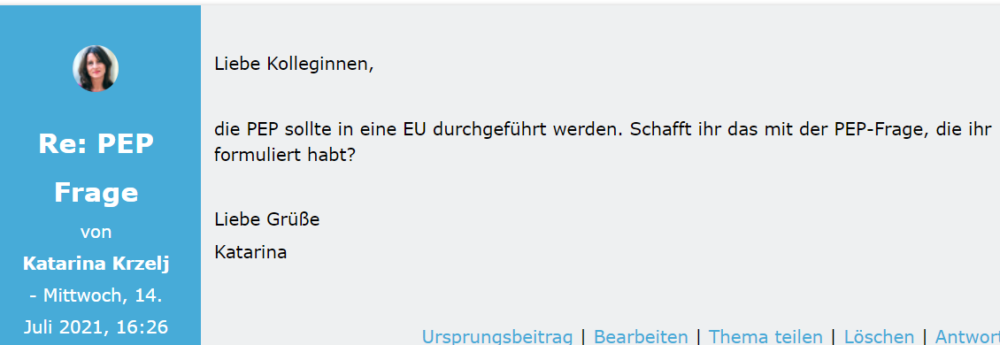 Re: PEP
Frage
von
Katarina Krzelj
- Mittwoch, 14.
Juli 2021, 16:26
Liebe Kolleginnen,
die PEP sollte in eine EU durchgeführt werden. Schafft ihr das mit der PEP-Frage, die ihr
formuliert habt?
Liebe Grüße
Katarina
Ursprungsbeitrag | Bearbeiten | Thema teilen | Löschen | Antwort